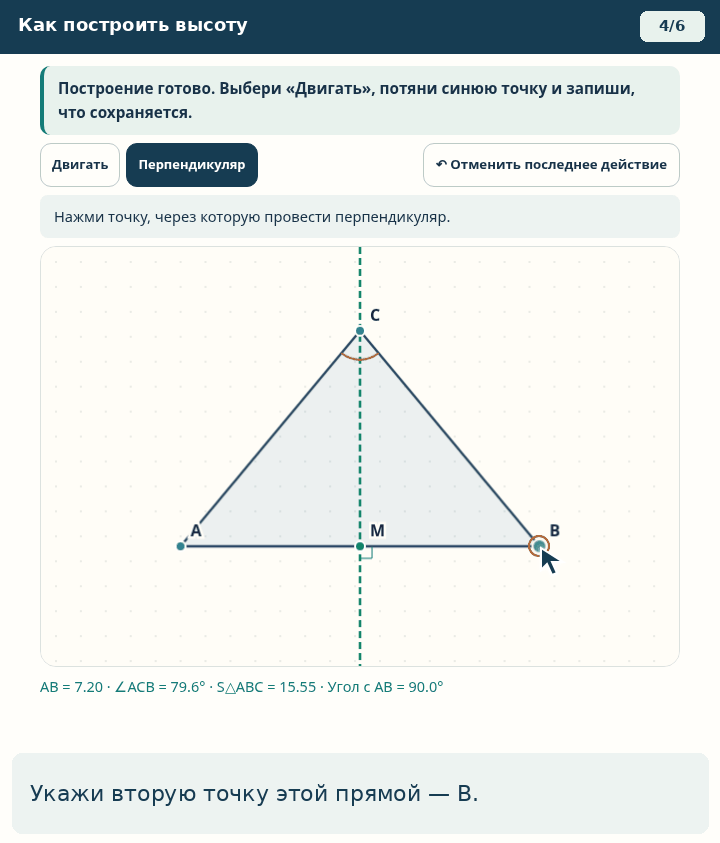 Как построить высоту
4/6
Построение готово. Выбери «Двигать», потяни синюю точку и запиши,
что сохраняется.
Двигать
Перпендикуляр
↶ Отменить последнее действие
Нажми точку, через которую провести перпендикуляр.
C
A
M
B
AB = 7.20 · ∠ACB = 79.6° · S△ABC = 15.55 · Угол с AB = 90.0°
Укажи вторую точку этой прямой — B.